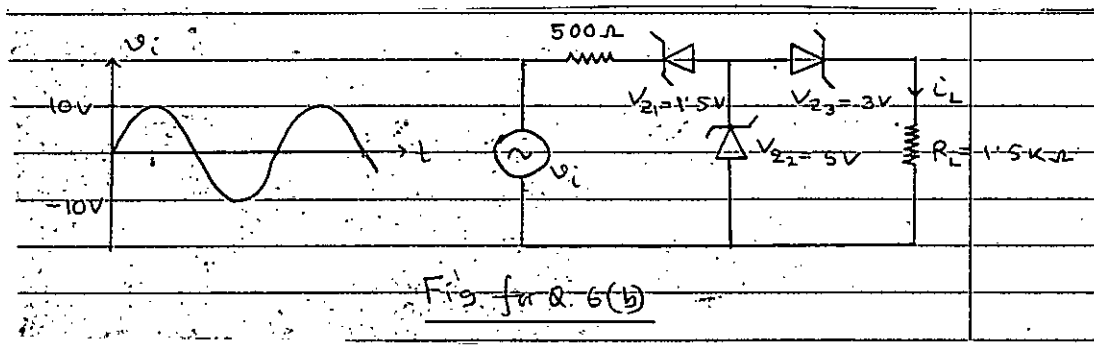 500Ω
vi
VZ1=1.5V
VZ3=3V
iL
10V
t
vi
VZ2=5V
RL=1.5KΩ
-10V
Fig. for Q. 6(b)